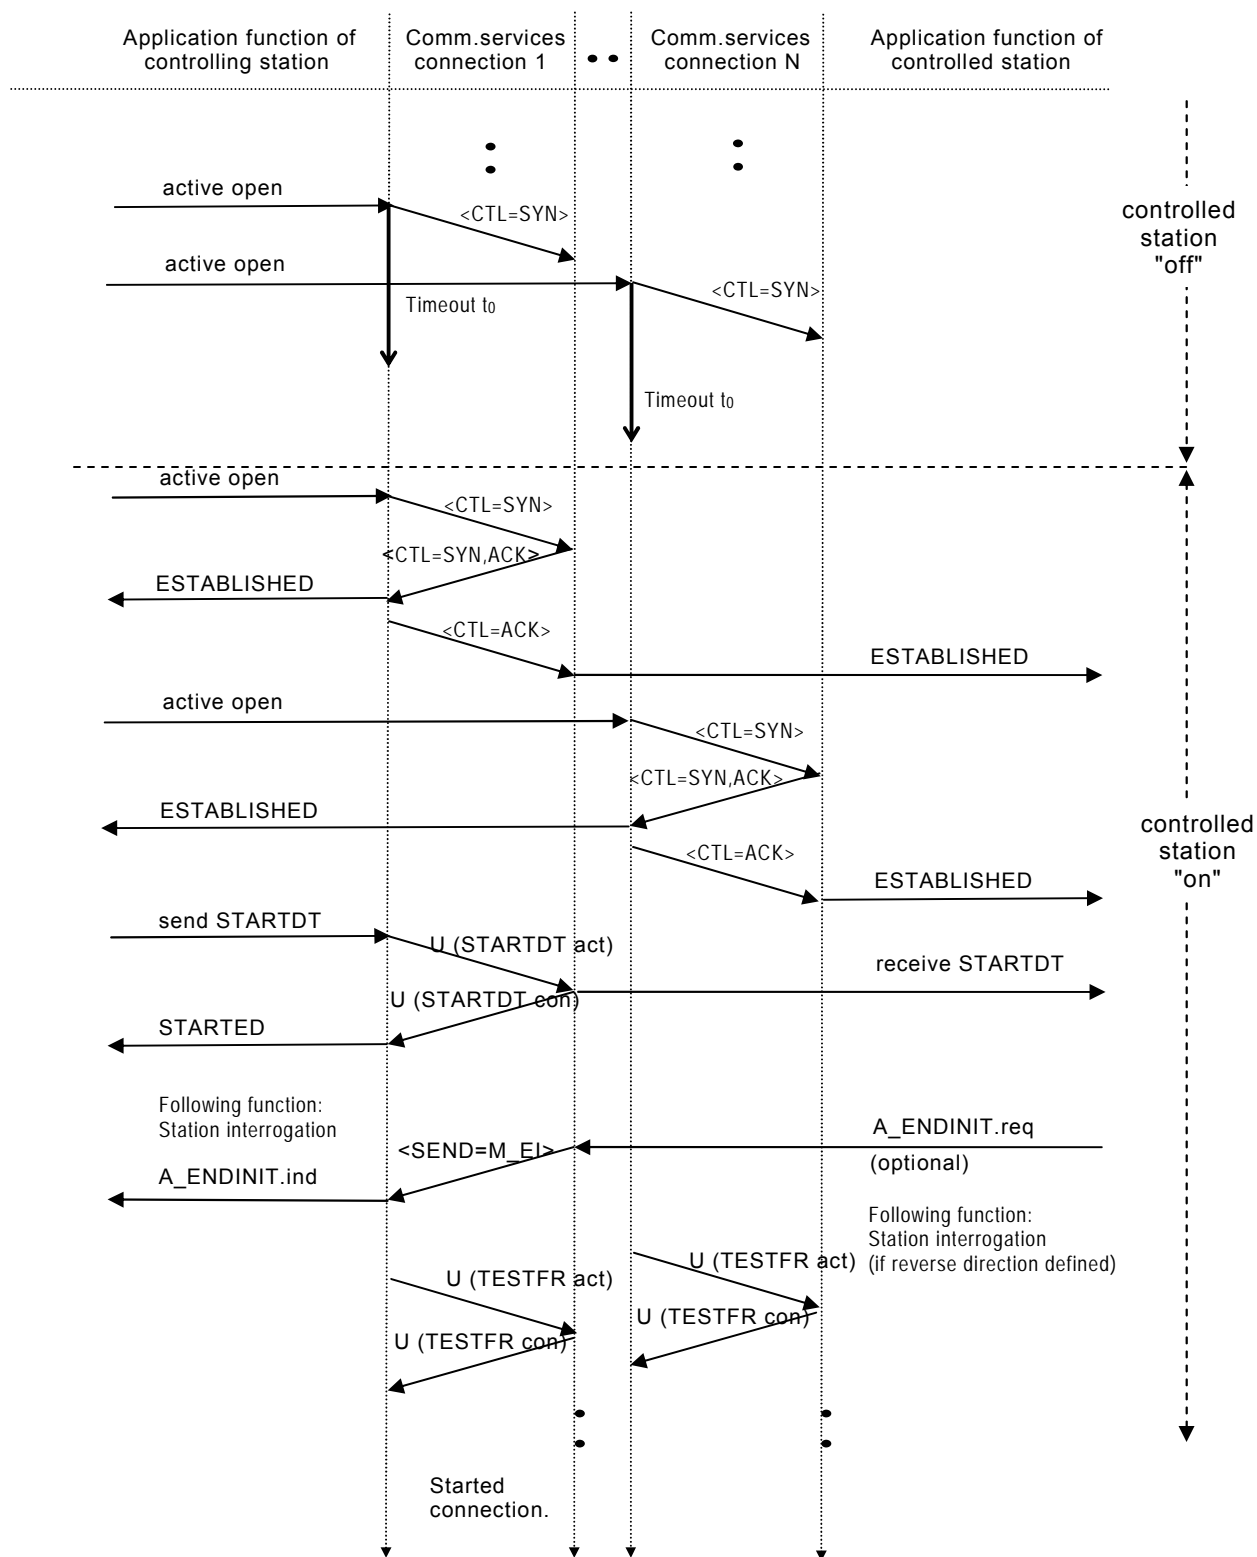 Application function of
controlling station
Comm.services
connection 1
Comm.services
connection N
Application function of
controlled station
active open
<CTL=SYN>
controlled
station
"off"
active open
<CTL=SYN>
Timeout t0
Timeout t0
active open
<CTL=SYN>
<CTL=SYN,ACK>
ESTABLISHED
<CTL=ACK>
ESTABLISHED
active open
<CTL=SYN>
<CTL=SYN,ACK>
ESTABLISHED
controlled
station
"on"
<CTL=ACK>
ESTABLISHED
send STARTDT
U (STARTDT act)
receive STARTDT
U (STARTDT con)
STARTED
Following function:
Station interrogation
A_ENDINIT.req
(optional)
<SEND=M_EI>
A_ENDINIT.ind
Following function:
Station interrogation
(if reverse direction defined)
U (TESTFR act)
U (TESTFR act)
U (TESTFR con)
U (TESTFR con)
Started
connection.